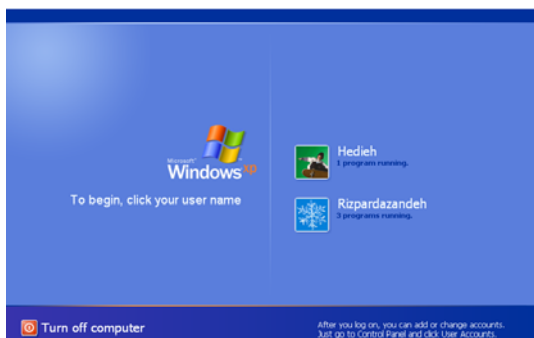 Microsoft
Windows xp
To begin, click your user name
Hedieh
1 program running.
Rizpardazandeh
3 programs running.
Turn off computer
After you log on, you can add or change accounts.
Just go to Control Panel and click User Accounts.